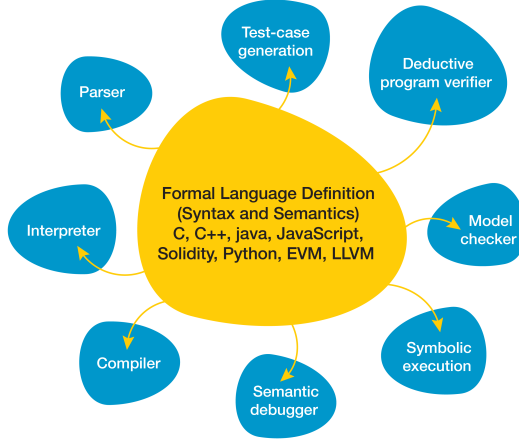 Test-case
generation
Deductive
program verifier
Parser
Formal Language Definition
(Syntax and Semantics)
C, C++, java, JavaScript,
Solidity, Python, EVM, LLVM
Interpreter
Model
checker
Compiler
Symbolic
execution
Semantic
debugger